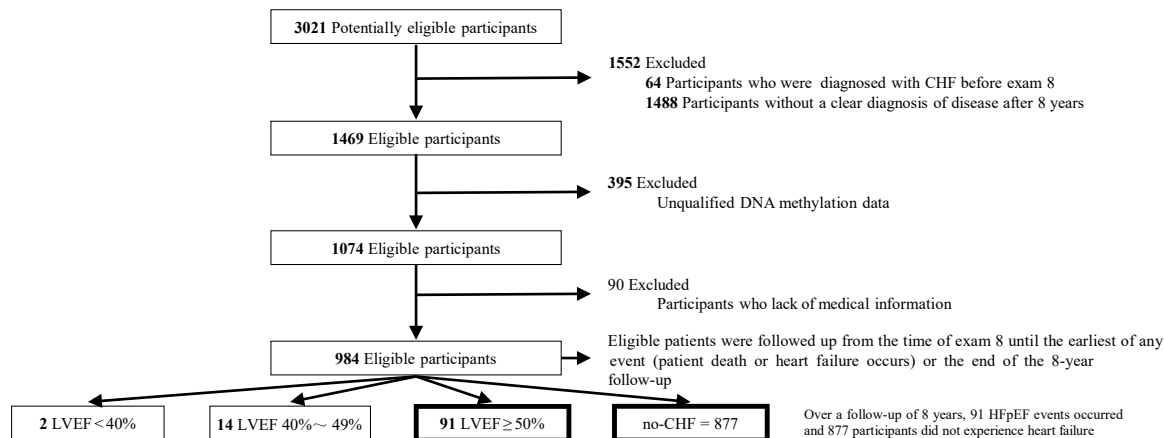 3021 Potentially eligible participants
1552 Excluded
64 Participants who were diagnosed with CHF before exam 8
1488 Participants without a clear diagnosis of disease after 8 years
1469 Eligible participants
395 Excluded
Unqualified DNA methylation data
1074 Eligible participants
90 Excluded
Participants who lack of medical information
984 Eligible participants
Eligible patients were followed up from the time of exam 8 until the earliest of any
event (patient death or heart failure occurs) or the end of the 8-year
follow-up
2 LVEF<40%
14 LVEF 40%~ 49%
91 LVEF≥50%
no-CHF = 877
Over a follow-up of 8 years, 91 HFpEF events occurred
and 877 participants did not experience heart failure